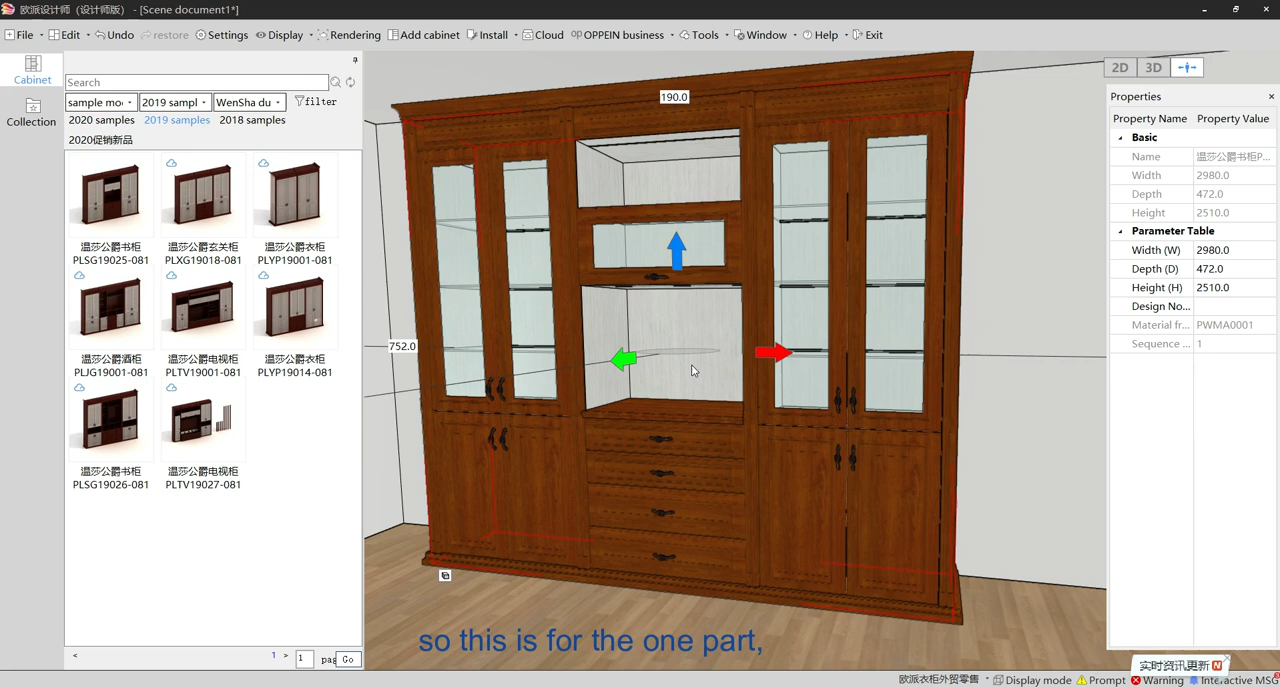 欧派设计师（设计师版） - [Scene document1*]
File Edit Undo restore Settings Display Rendering Add cabinet Install Cloud OPPEIN business Tools Window Help Exit
Cabinet
Collection
Search
sample mo 2019 sampl WenSha du filter
2020 samples 2019 samples 2018 samples
2020促销新品
温莎公爵书柜 温莎公爵玄关柜 温莎公爵衣柜
PLSG19025-081 PLXG19018-081 PLYP19001-081
温莎公爵酒柜 温莎公爵电视柜 温莎公爵衣柜
PLJG19001-081 PLTV19001-081 PLYP19014-081
温莎公爵书柜 温莎公爵电视柜
PLSG19026-081 PLTV19027-081
< 1 > 1 pag Go
190.0
752.0
so this is for the one part,
2D 3D
Properties
Property Name Property Value
Basic
Name 温莎公爵书柜P...
Width 2980.0
Depth 472.0
Height 2510.0
Parameter Table
Width (W) 2980.0
Depth (D) 472.0
Height (H) 2510.0
Design No...
Material fr... PWMA0001
Sequence ... 1
实时资讯更新 N
欧派衣柜外贸零售 Display mode Prompt Warning Interactive MSG